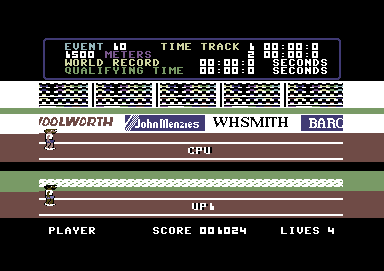 EVENT 10 TIME TRACK 1 00:00:0
1500 METERS 2 00:00:0
WORLD RECORD 00:00:0 SECONDS
QUALIFYING TIME 00:00:0 SECONDS
WOOLWORTH John Menzies WHSMITH BARC
CPU
UP1
PLAYER SCORE 001024 LIVES 4